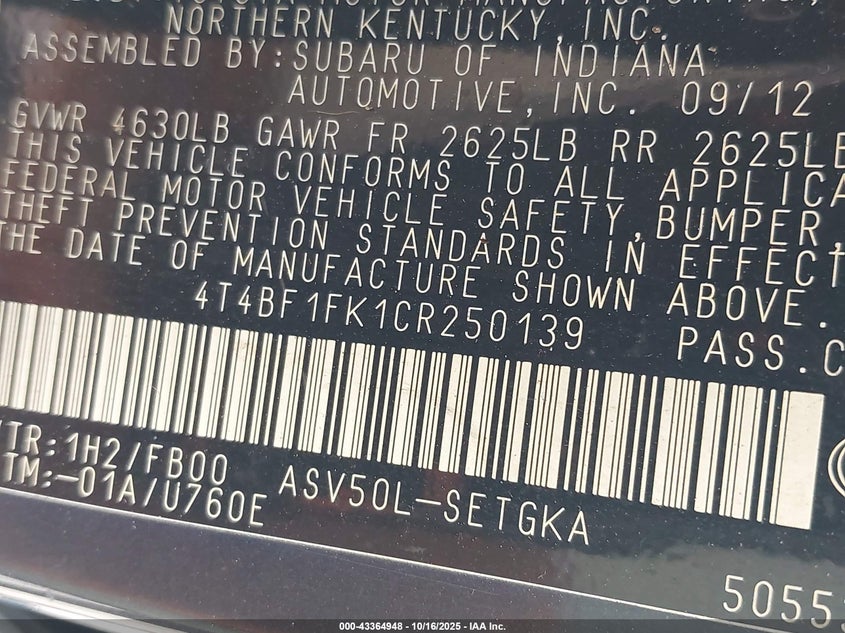 NORTHERN KENTUCKY, INC.
ASSEMBLED BY: SUBARU OF INDIANA
AUTOMOTIVE, INC. 09/12
GVWR 4630LB GAWR FR 2625LB RR 2625LB
THIS VEHICLE CONFORMS TO ALL APPLICA
FEDERAL MOTOR VEHICLE SAFETY, BUMPER,
THEFT PREVENTION STANDARDS IN EFFECT
THE DATE OF MANUFACTURE SHOWN ABOVE.
4T4BF1FK1CR250139 PASS.C
TR:1H2/FB00
TM:-01A/U760E ASV50L-SETGKA
5055
000-43364948 - 10/16/2025 - IAA Inc.